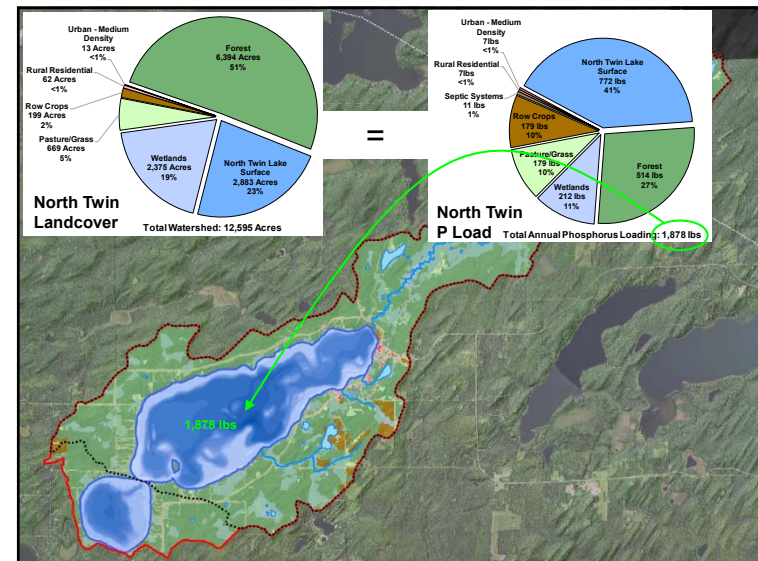 Urban - Medium
Density
13 Acres
<1%
Rural Residential
62 Acres
<1%
Row Crops
199 Acres
2%
Pasture/Grass
669 Acres
5%
Wetlands
2,375 Acres
19%
Forest
6,394 Acres
51%
North Twin Lake
Surface
2,883 Acres
23%
North Twin
Landcover
Total Watershed: 12,595 Acres
=
Urban - Medium
Density
7lbs
<1%
Rural Residential
7lbs
<1%
Septic Systems
11 lbs
1%
Row Crops
179 lbs
10%
Pasture/Grass
179 lbs
10%
Wetlands
212 lbs
11%
North Twin Lake
Surface
772 lbs
41%
Forest
514 lbs
27%
North Twin
P Load
Total Annual Phosphorus Loading: 1,878 lbs
1,878 lbs